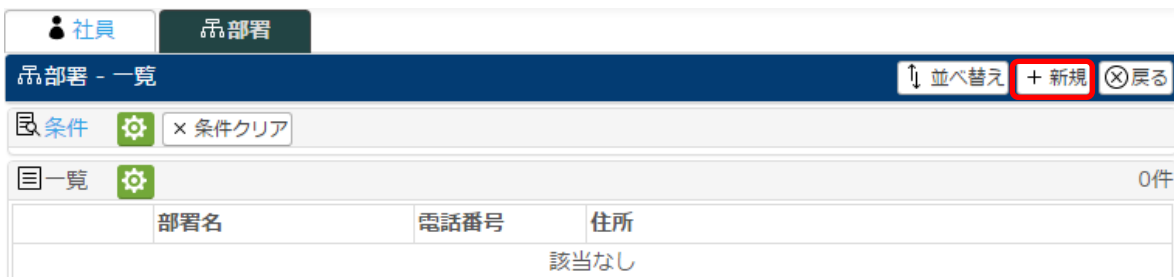 社員 部署
部署 - 一覧 並べ替え + 新規 戻る
条件 × 条件クリア
一覧 0件
部署名 電話番号 住所
該当なし